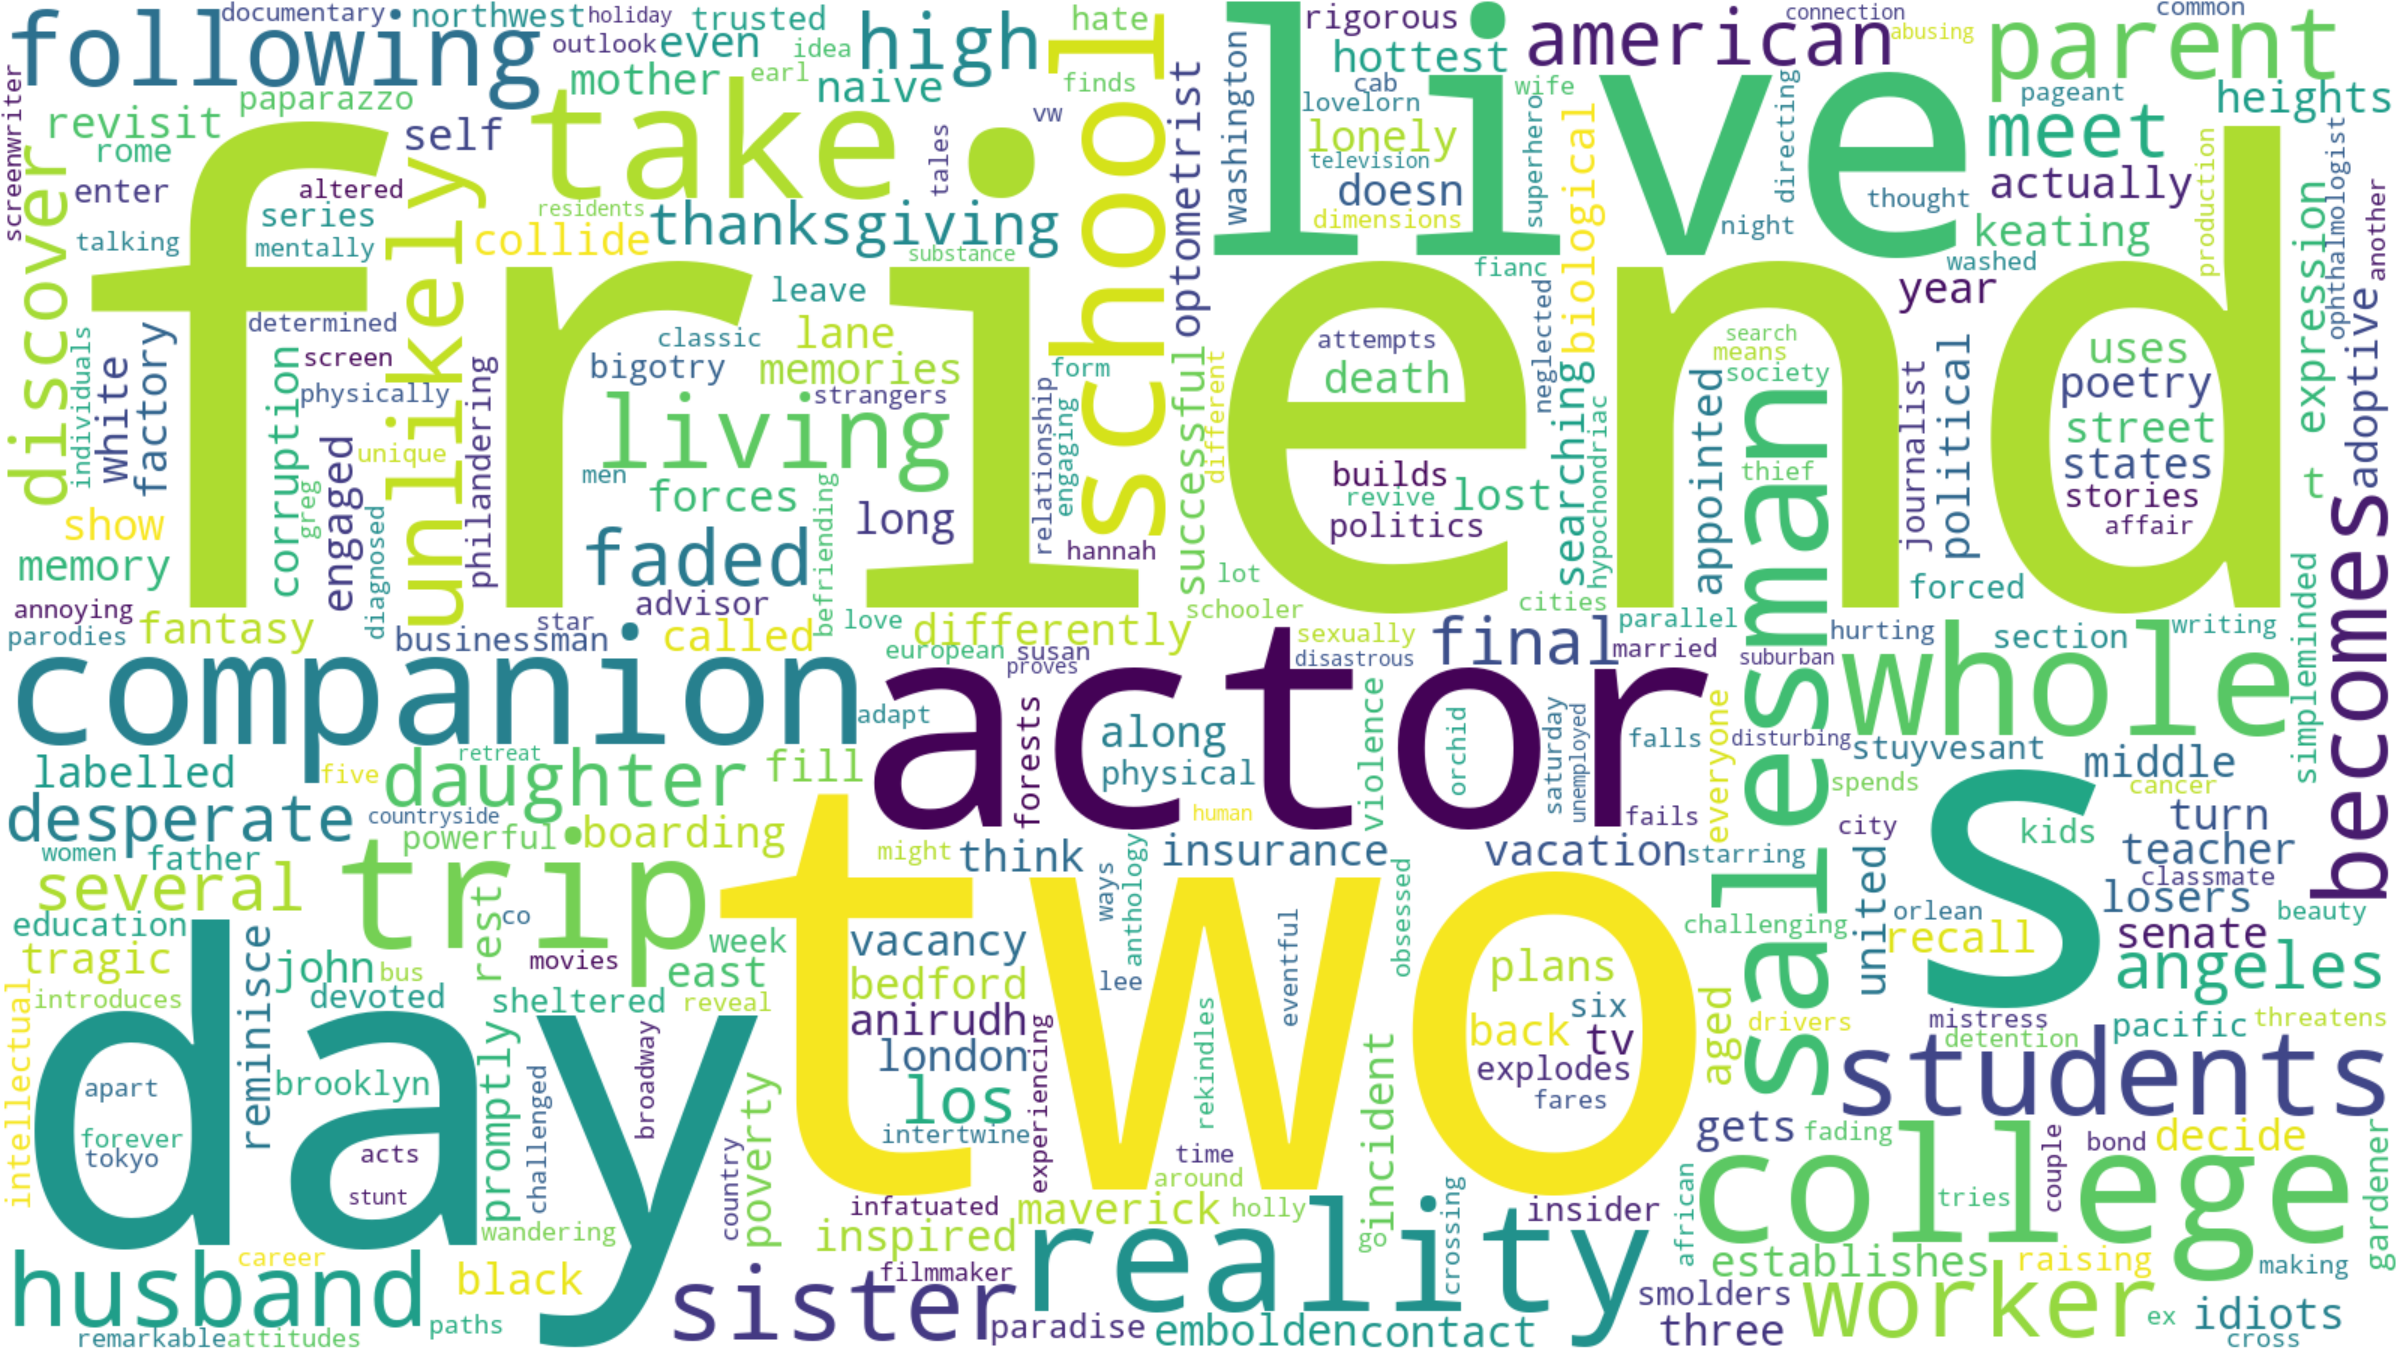 documentary northwest holiday trusted hate rigorous connection common
following outlook even idea high hottest american abusing parent
mother earl naive finds cab wife pageant heights
screenwriter paparazzo take vw school optometrist washington live lovelorn superhero directing
revisit self tales lonely biological meet ophthalmologist
rome television production
discover enter altered unlikely doesn thought actually another
series residents thanksgiving dimensions night keating expression
talking mentally collide substance fianc washed
friend
leave year
determined classic lane attempts search uses adoptive
individuals white factory screen bigotry memories form death neglected means society political poetry
corruption physically philandering living strangers successful different searching appointed salesman journalist street
engaged unique men relationship engaging builds hypochondriac thief states t
show greg forces befriending long revive lost stories
diagnosed faded hannah politics affair becomes
memory lot forced simpleminded
annoying advisor schooler cities
parodies fantasy businessman star called love differently sexually final parallel hurting section writing
companion european susan proves disastrous married suburban whole
actor
adapt forests along violence orchid saturday unemployed falls everyone disturbing stuyvesant middle
labelled retreat five daughter fill physical spends cancer
desperate countryside powerful boarding human fails city s kids turn
women father trip might think ways anthology insurance obsessed vacation starring united teacher
several rest co classmate
education reminisce week vacancy two eventful challenging orlean losers beauty
tragic john bus movies east lee plans recall senate
intellectual introduces day devoted sheltered reveal bedford six aged angeles
promptly challenged broadway anirudh experiencing rekindles incident back tv drivers mistress pacific threatens
london explodes detention
apart brooklyn poverty los fares students
forever intertwine gets fading couple bond decide gardener
tokyo acts country time college
stunt around african tries
wandering infatuated maverick holly go crossing insider
husband career inspired reality establishes raising making
black sister filmmaker smolders worker
remarkable attitudes paths paradise embolden contact three ex idiots
cross